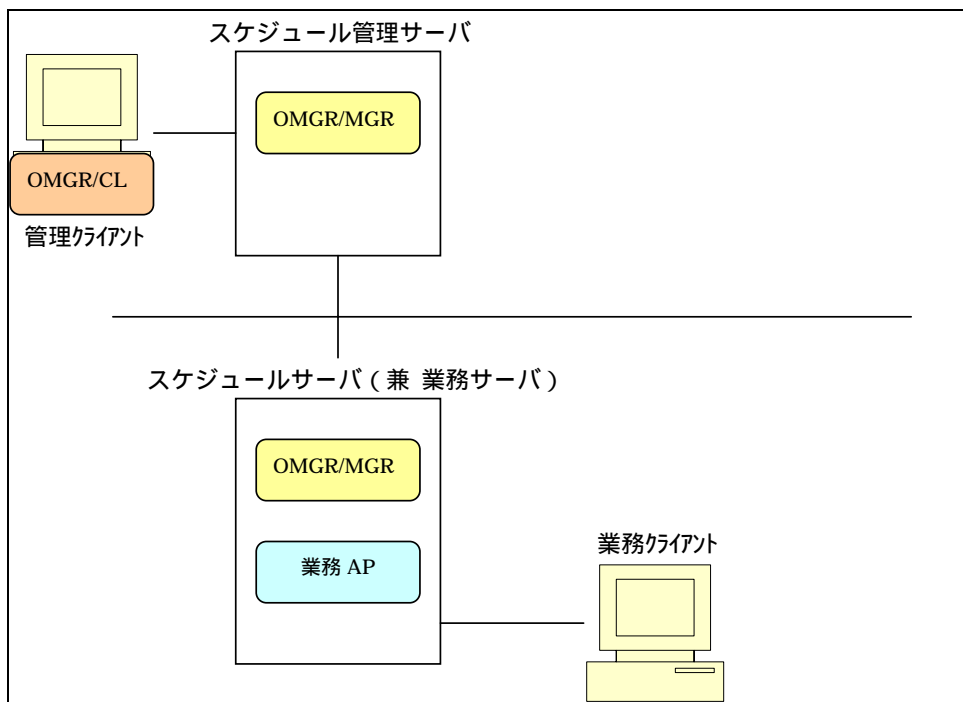 スケジュール管理サーバ
OMGR/MGR
OMGR/CL
管理ｸﾗｲｱﾝﾄ
スケジュールサーバ ( 兼 業務サーバ )
OMGR/MGR
業務 AP
業務ｸﾗｲｱﾝﾄ